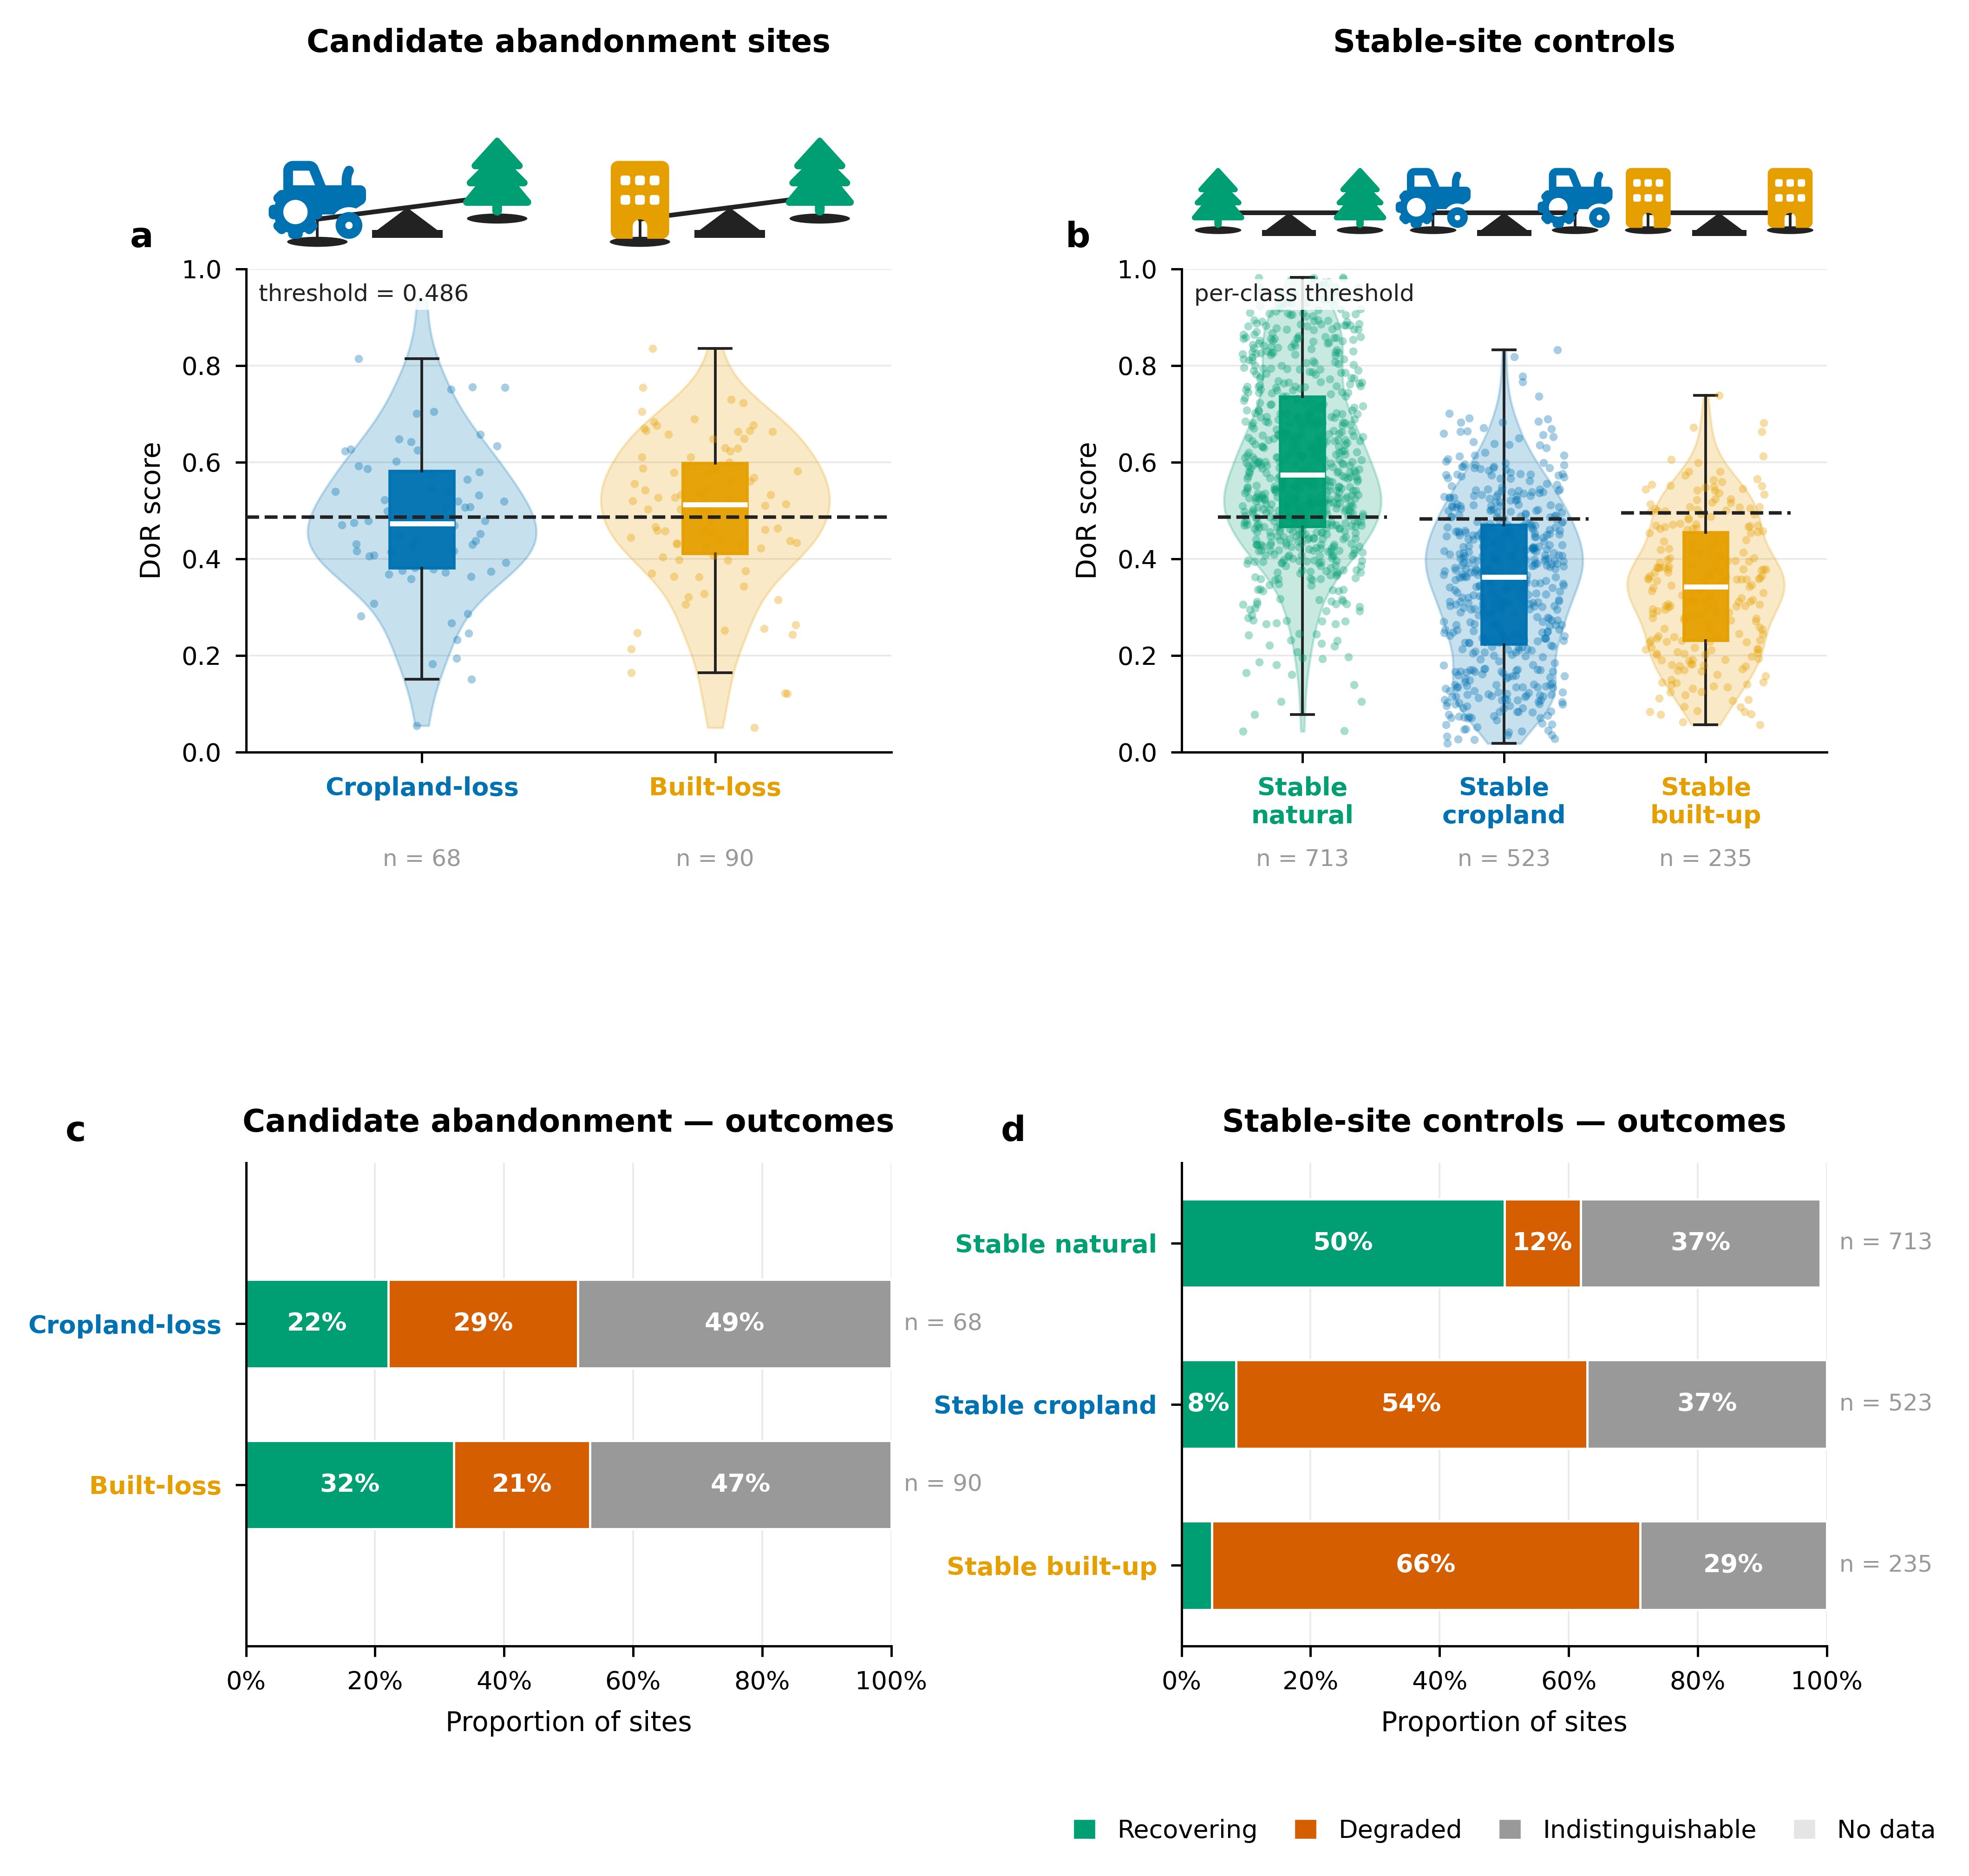 Candidate abandonment sites
Stable-site controls
a
b
threshold = 0.486
per-class threshold
DoR score
1.0
0.8
0.6
0.4
0.2
0.0
Cropland-loss
Built-loss
n = 68
n = 90
DoR score
1.0
0.8
0.6
0.4
0.2
0.0
Stable
natural
Stable
cropland
Stable
built-up
n = 713
n = 523
n = 235
c
Candidate abandonment — outcomes
Cropland-loss
22%
29%
49%
n = 68
Built-loss
32%
21%
47%
n = 90
0%
20%
40%
60%
80%
100%
Proportion of sites
d
Stable-site controls — outcomes
Stable natural
50%
12%
37%
n = 713
Stable cropland
8%
54%
37%
n = 523
Stable built-up
66%
29%
n = 235
0%
20%
40%
60%
80%
100%
Proportion of sites
Recovering
Degraded
Indistinguishable
No data